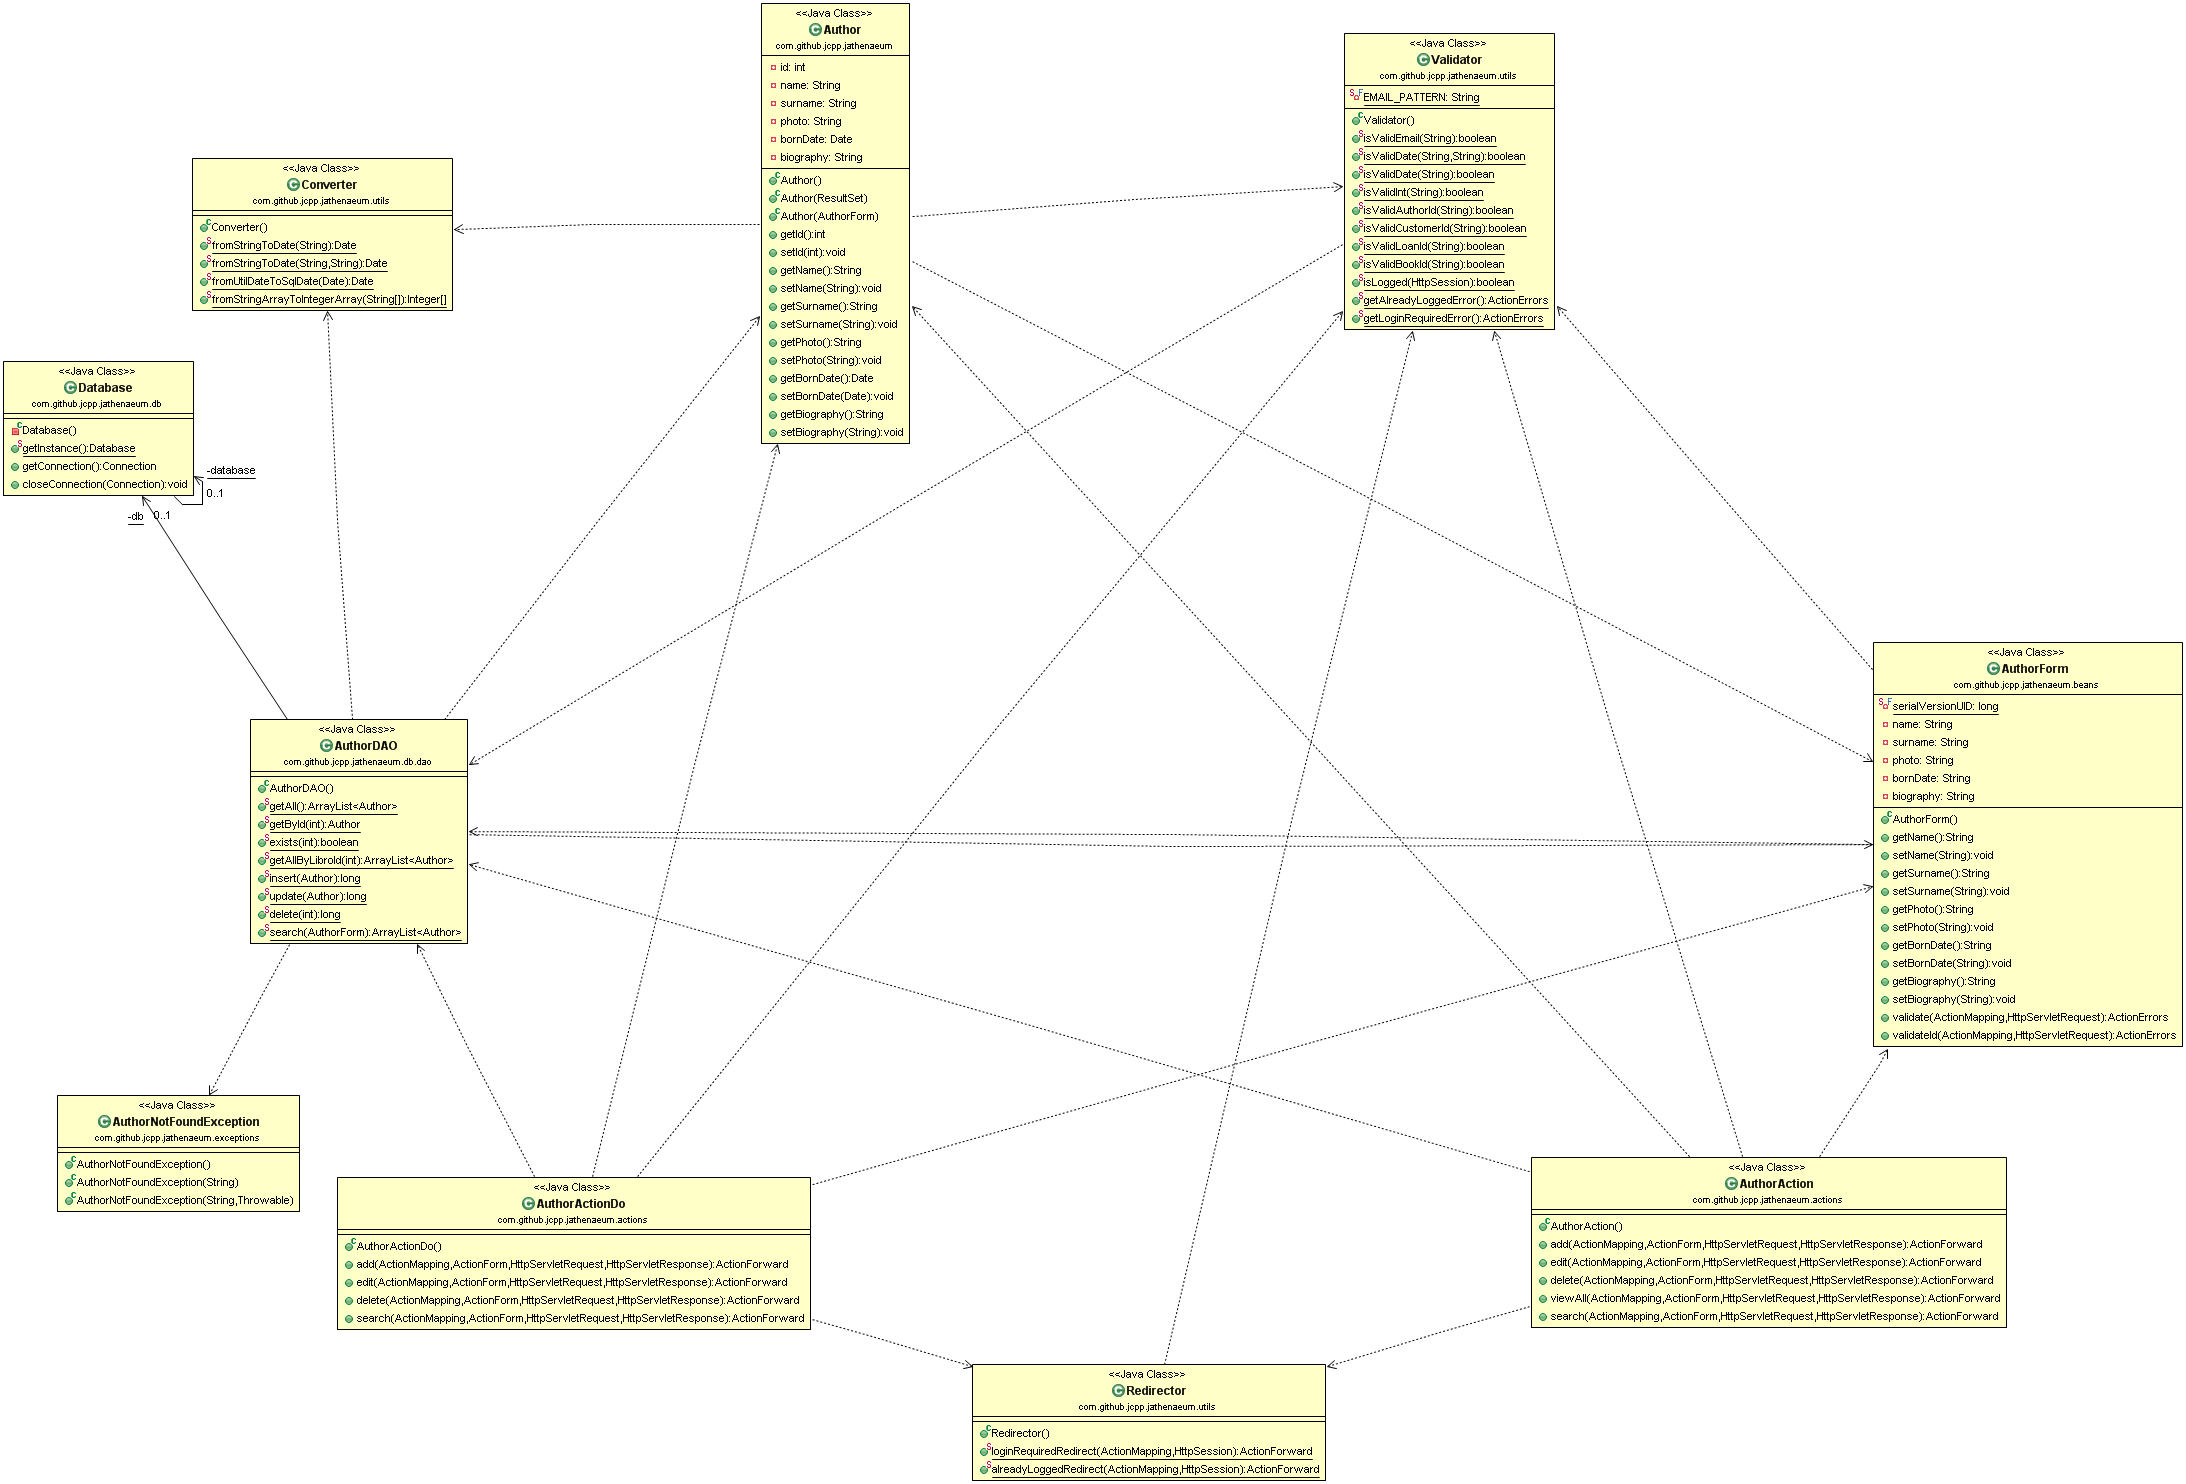 <<Java Class>>
Author
com.github.jcpp.jathenaeum
id: int
name: String
surname: String
photo: String
bornDate: Date
biography: String
Author()
Author(ResultSet)
Author(AuthorForm)
getId():int
setId(int):void
getName():String
setName(String):void
getSurname():String
setSurname(String):void
getPhoto():String
setPhoto(String):void
getBornDate():Date
setBornDate(Date):void
getBiography():String
setBiography(String):void
<<Java Class>>
Validator
com.github.jcpp.jathenaeum.utils
EMAIL_PATTERN: String
Validator()
isValidEmail(String):boolean
isValidDate(String,String):boolean
isValidDate(String):boolean
isValidInt(String):boolean
isValidAuthorId(String):boolean
isValidCustomerId(String):boolean
isValidLoanId(String):boolean
isValidBookId(String):boolean
isLogged(HttpSession):boolean
getAlreadyLoggedError():ActionErrors
getLoginRequiredError():ActionErrors
<<Java Class>>
Converter
com.github.jcpp.jathenaeum.utils
Converter()
fromStringToDate(String):Date
fromStringToDate(String,String):Date
fromUtilDateToSqlDate(Date):Date
fromStringArrayToIntegerArray(String[]):Integer[]
<<Java Class>>
Database
com.github.jcpp.jathenaeum.db
Database()
getInstance():Database
getConnection():Connection
closeConnection(Connection):void
-database
0..1
-db 0..1
<<Java Class>>
AuthorForm
com.github.jcpp.jathenaeum.beans
serialVersionUID: long
name: String
surname: String
photo: String
bornDate: String
biography: String
AuthorForm()
getName():String
setName(String):void
getSurname():String
setSurname(String):void
getPhoto():String
setPhoto(String):void
getBornDate():String
setBornDate(String):void
getBiography():String
setBiography(String):void
validate(ActionMapping,HttpServletRequest):ActionErrors
validateId(ActionMapping,HttpServletRequest):ActionErrors
<<Java Class>>
AuthorDAO
com.github.jcpp.jathenaeum.db.dao
AuthorDAO()
getAll():ArrayList<Author>
getById(int):Author
exists(int):boolean
getAllByLibroId(int):ArrayList<Author>
insert(Author):long
update(Author):long
delete(int):long
search(AuthorForm):ArrayList<Author>
<<Java Class>>
AuthorNotFoundException
com.github.jcpp.jathenaeum.exceptions
AuthorNotFoundException()
AuthorNotFoundException(String)
AuthorNotFoundException(String,Throwable)
<<Java Class>>
AuthorActionDo
com.github.jcpp.jathenaeum.actions
AuthorActionDo()
add(ActionMapping,ActionForm,HttpServletRequest,HttpServletResponse):ActionForward
edit(ActionMapping,ActionForm,HttpServletRequest,HttpServletResponse):ActionForward
delete(ActionMapping,ActionForm,HttpServletRequest,HttpServletResponse):ActionForward
search(ActionMapping,ActionForm,HttpServletRequest,HttpServletResponse):ActionForward
<<Java Class>>
AuthorAction
com.github.jcpp.jathenaeum.actions
AuthorAction()
add(ActionMapping,ActionForm,HttpServletRequest,HttpServletResponse):ActionForward
edit(ActionMapping,ActionForm,HttpServletRequest,HttpServletResponse):ActionForward
delete(ActionMapping,ActionForm,HttpServletRequest,HttpServletResponse):ActionForward
viewAll(ActionMapping,ActionForm,HttpServletRequest,HttpServletResponse):ActionForward
search(ActionMapping,ActionForm,HttpServletRequest,HttpServletResponse):ActionForward
<<Java Class>>
Redirector
com.github.jcpp.jathenaeum.utils
Redirector()
loginRequiredRedirect(ActionMapping,HttpSession):ActionForward
alreadyLoggedRedirect(ActionMapping,HttpSession):ActionForward